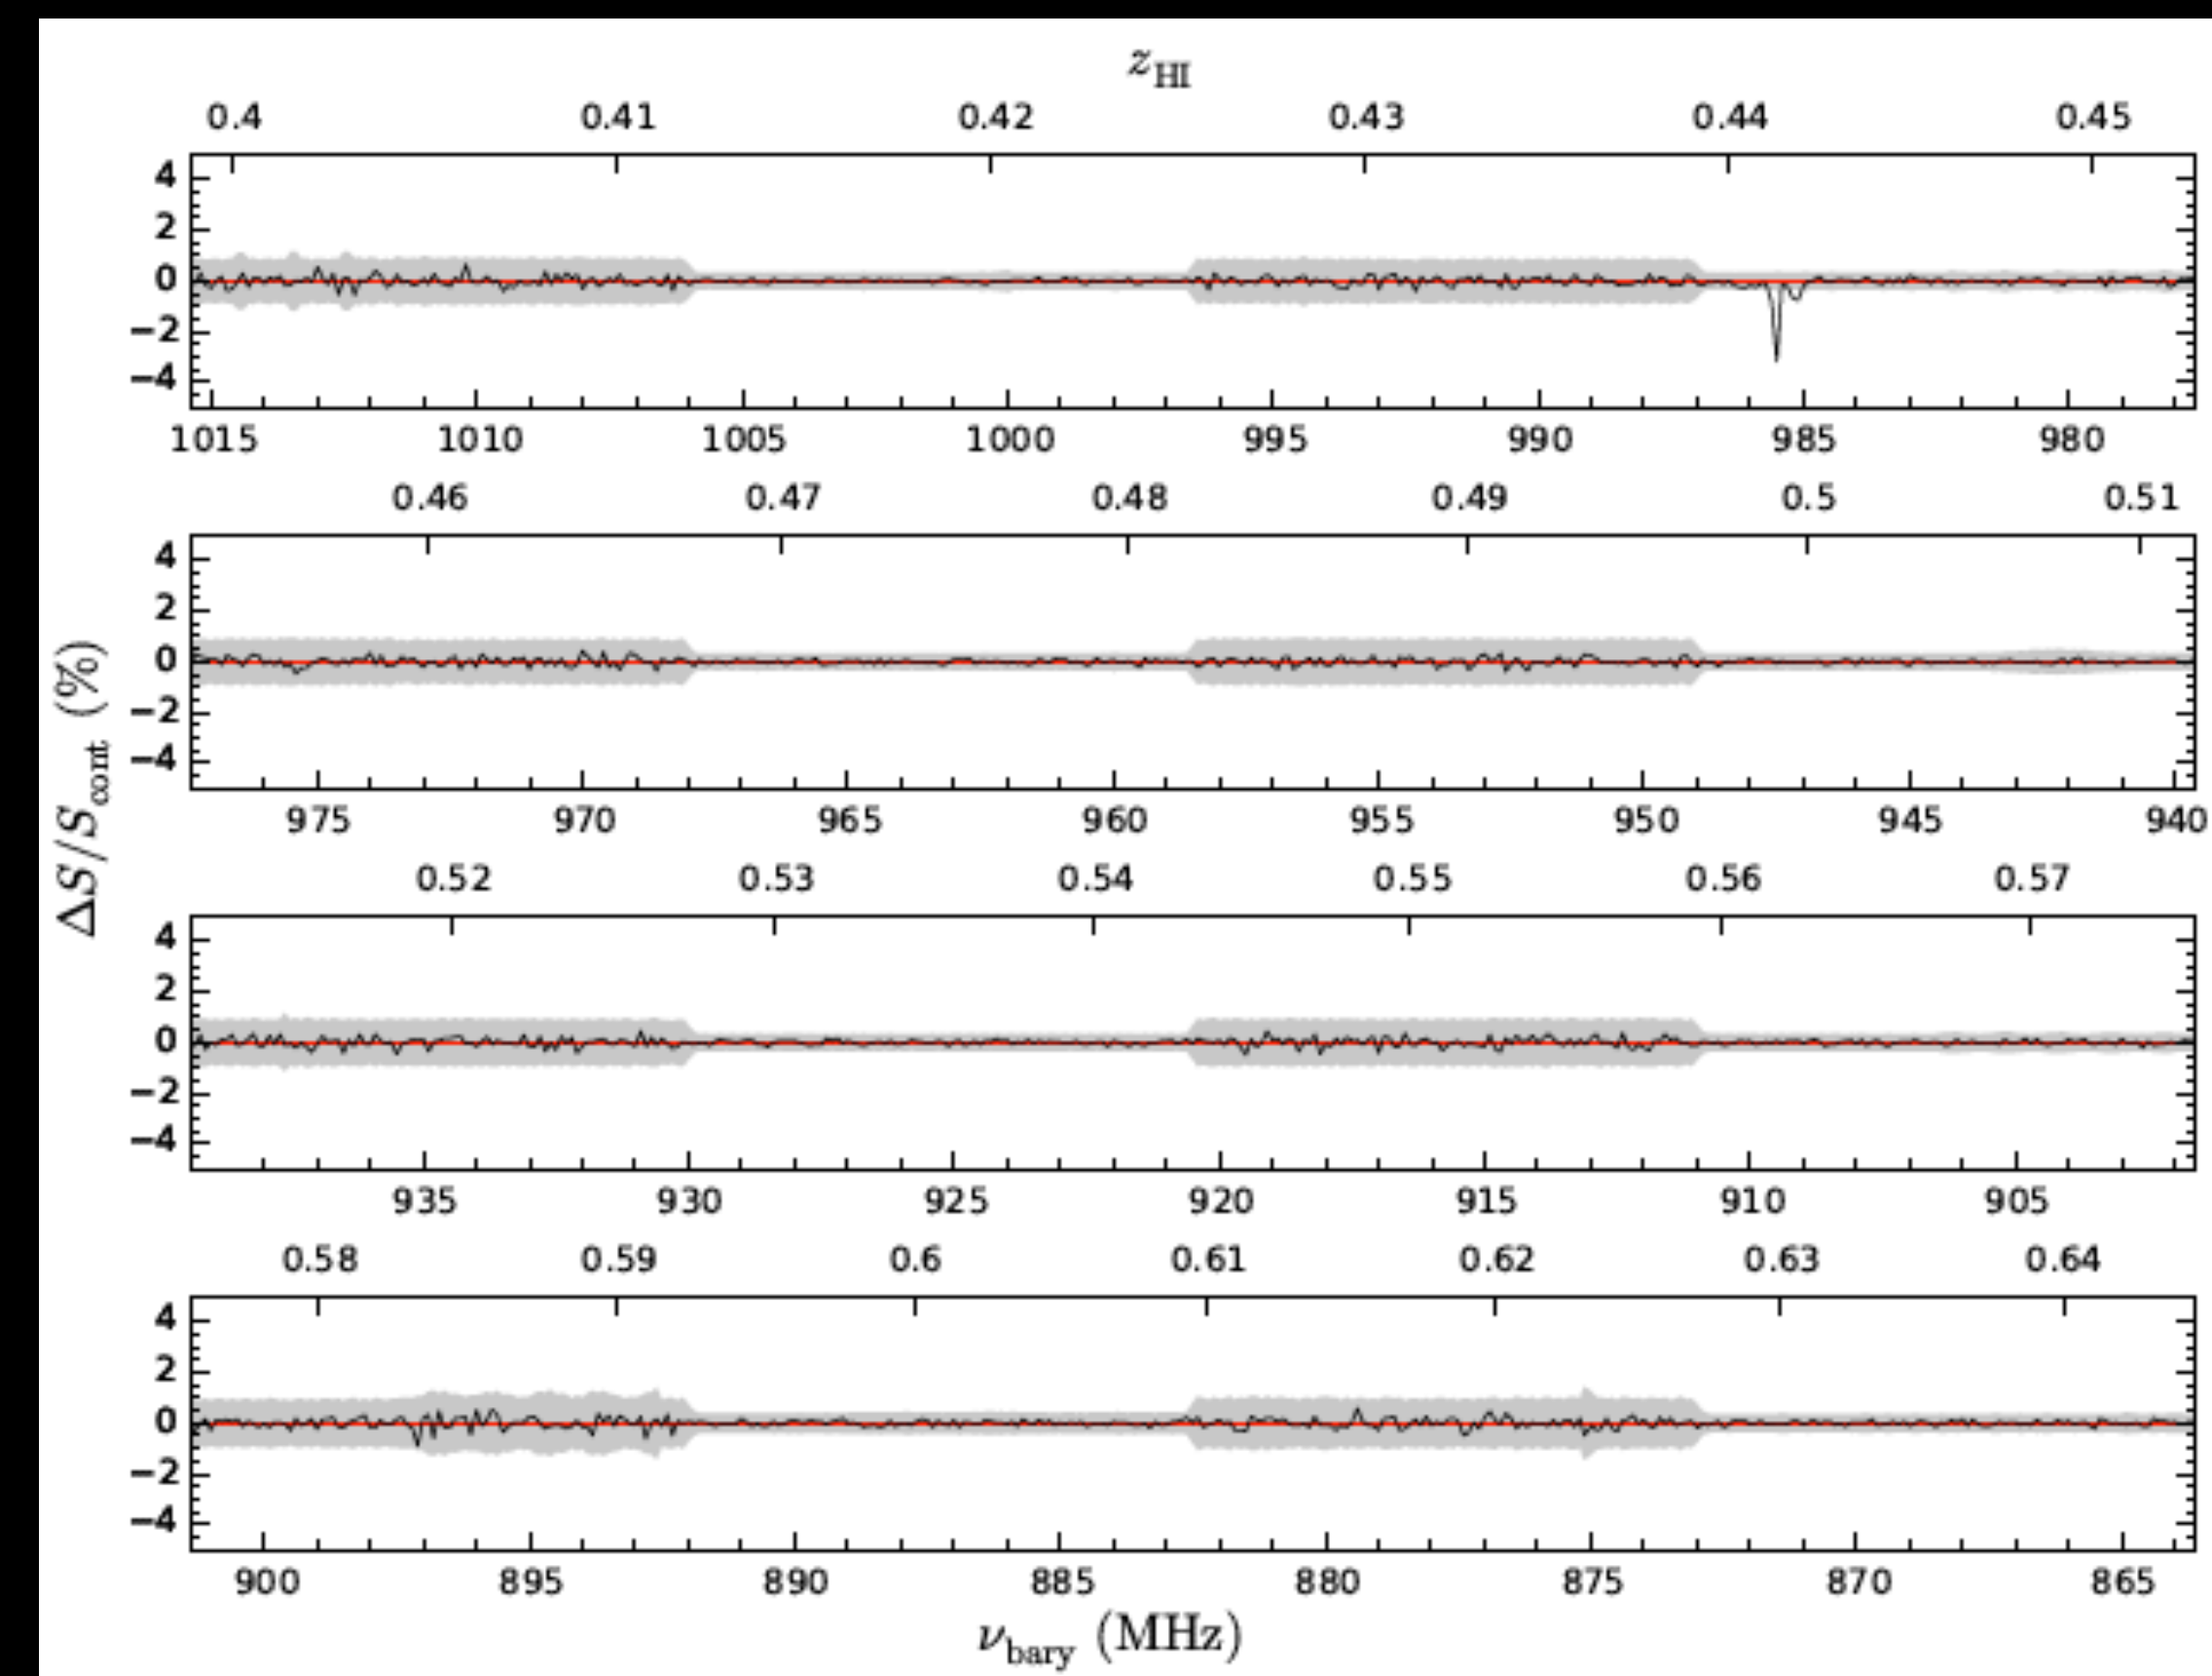 z_HI
0.4 0.41 0.42 0.43 0.44 0.45
4
2
0
−2
−4
1015 1010 1005 1000 995 990 985 980
0.46 0.47 0.48 0.49 0.5 0.51
4
2
0
−2
−4
975 970 965 960 955 950 945 940
0.52 0.53 0.54 0.55 0.56 0.57
4
2
0
−2
−4
935 930 925 920 915 910 905
0.58 0.59 0.6 0.61 0.62 0.63 0.64
4
2
0
−2
−4
900 895 890 885 880 875 870 865
ΔS/S_cont (%)
ν_bary (MHz)